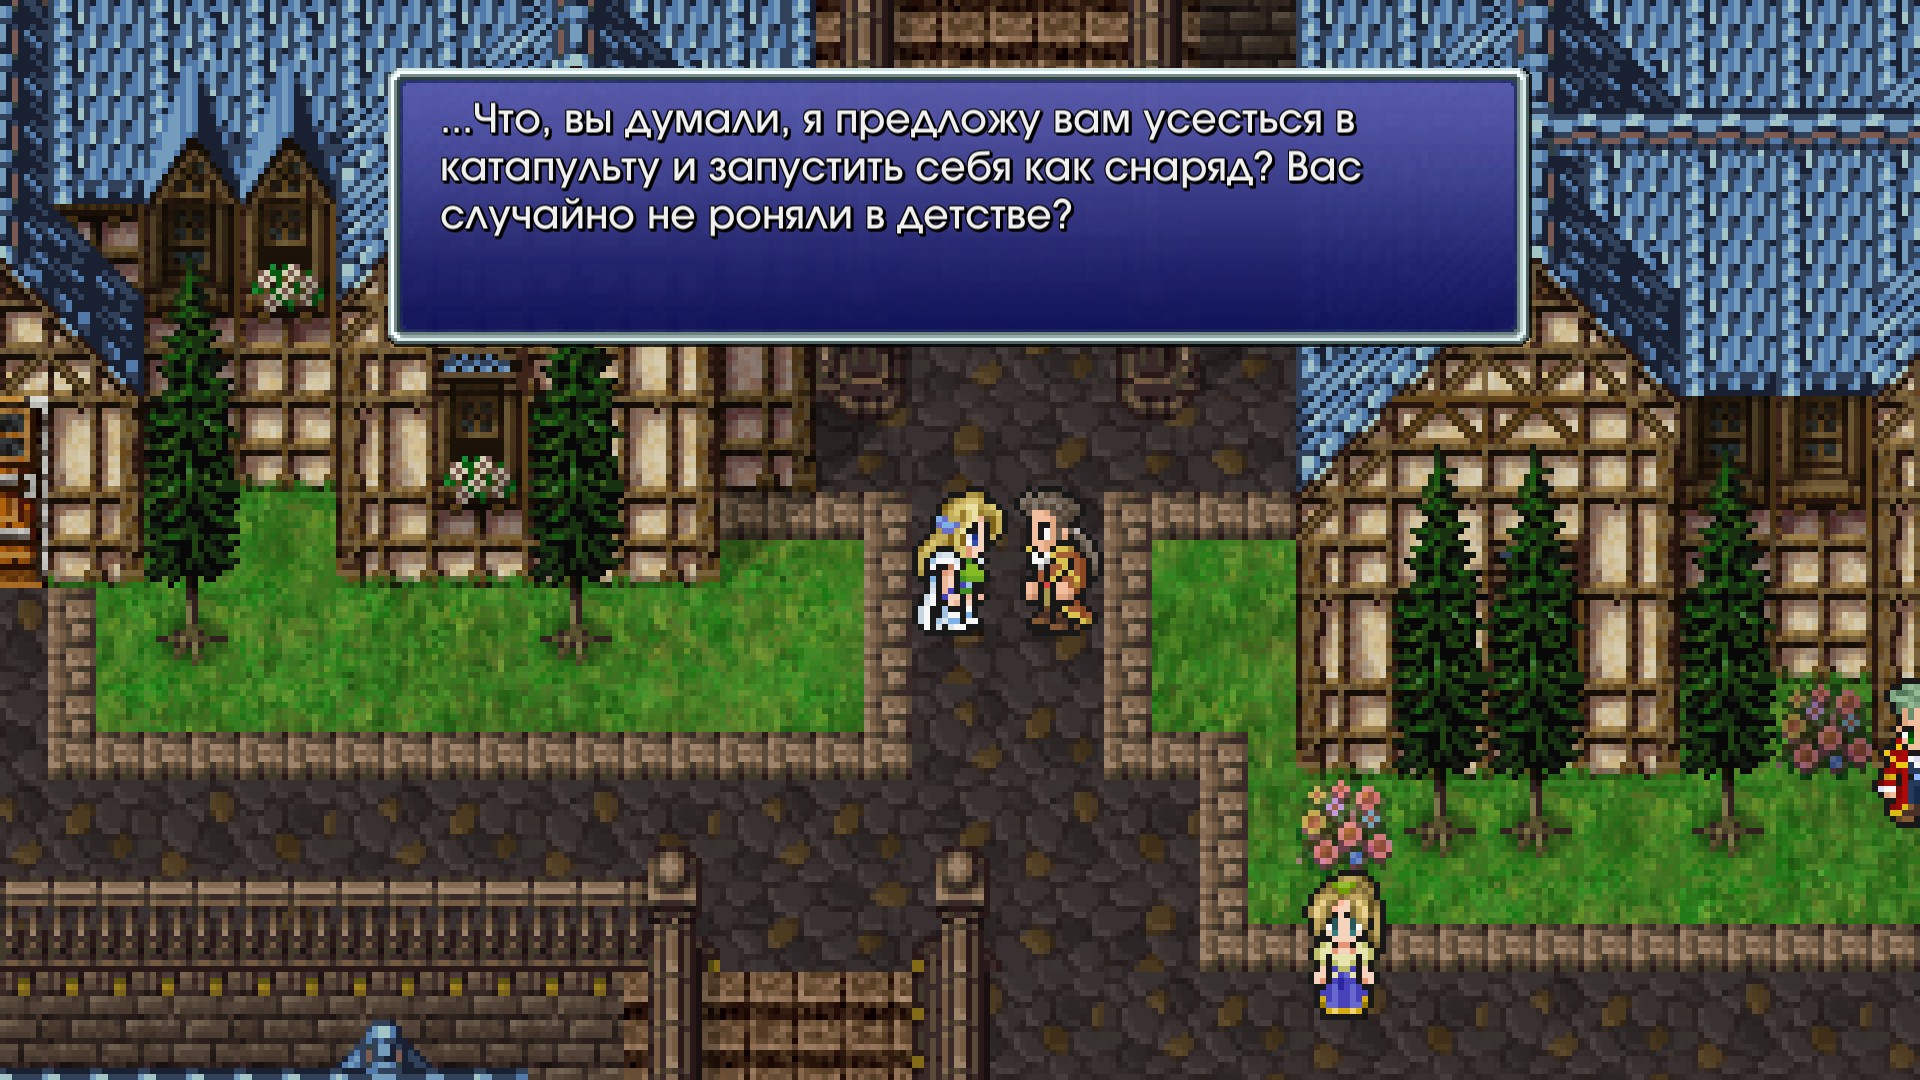 ...Что, вы думали, я предложу вам усесться в
катапульту и запустить себя как снаряд? Вас
случайно не роняли в детстве?